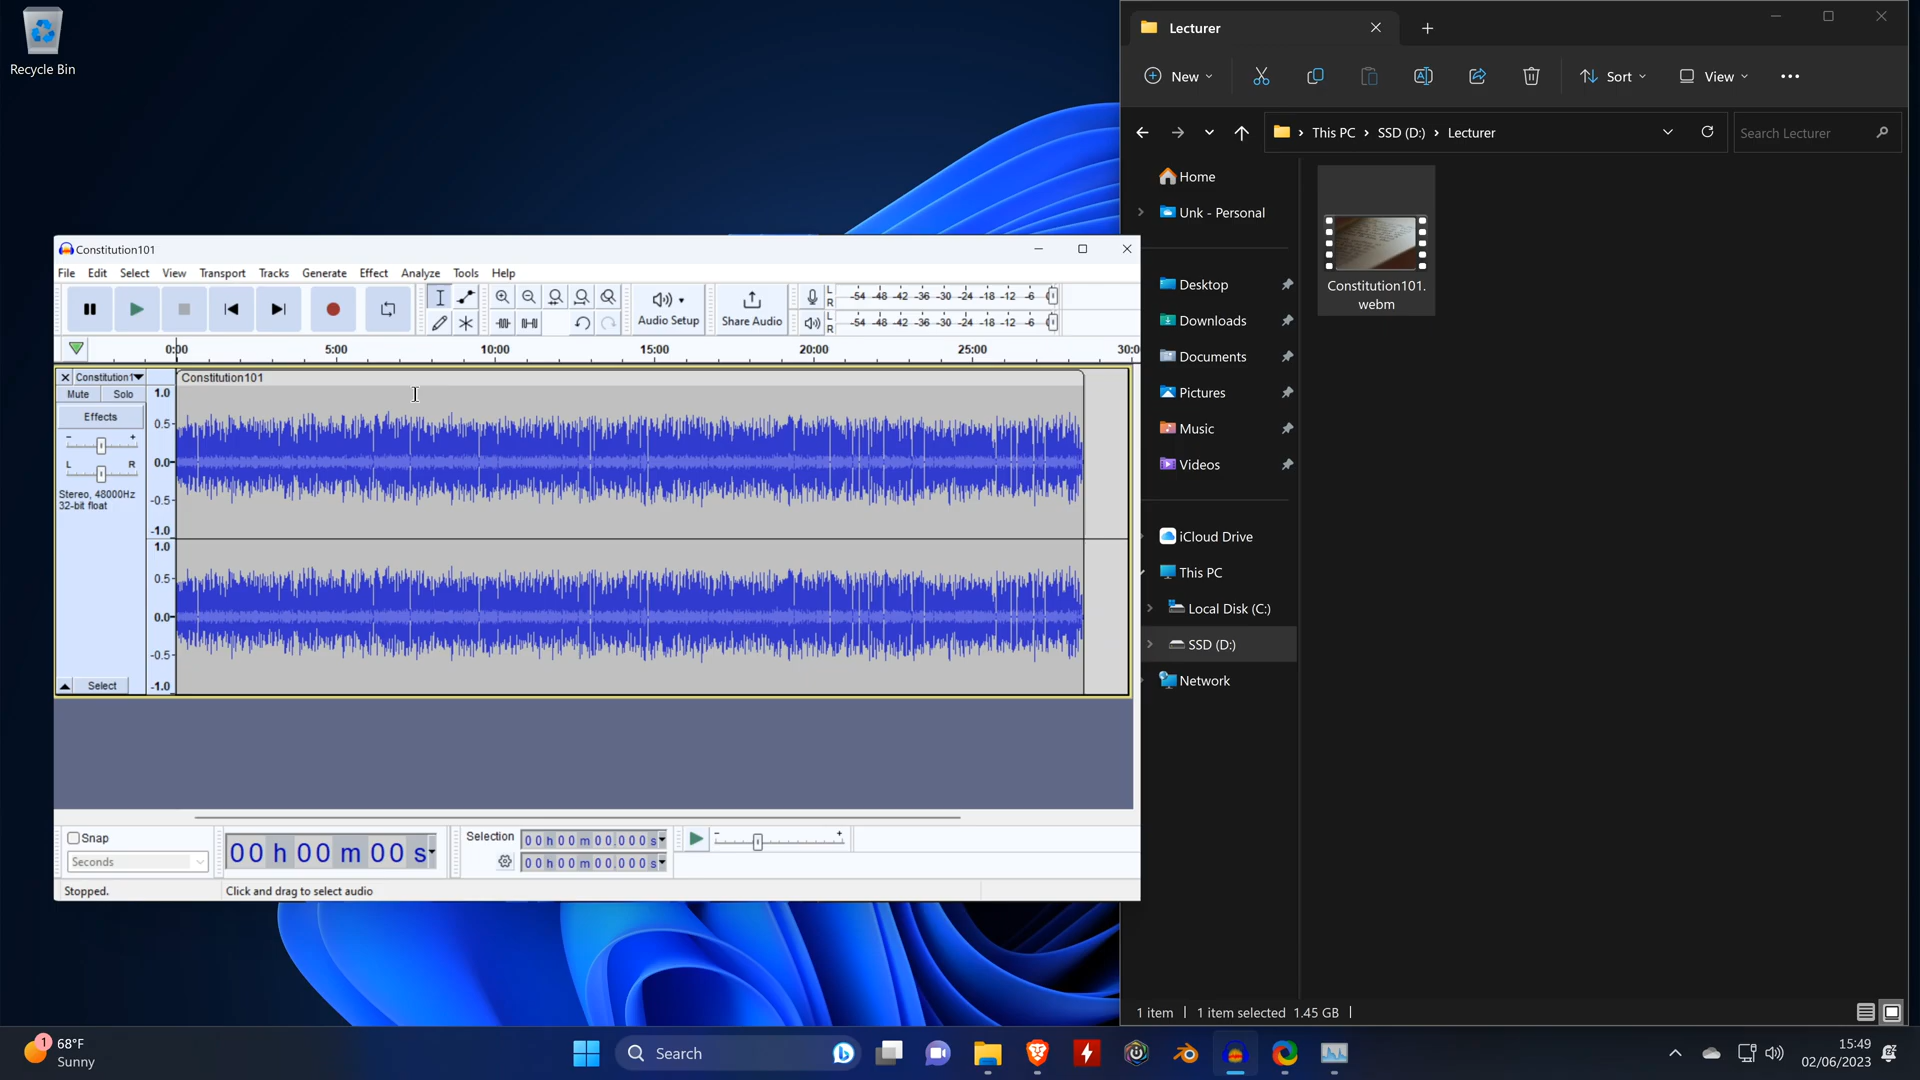 Recycle Bin
Constitution101
File Edit Select View Transport Tracks Generate Effect Analyze Tools Help
Audio Setup
Share Audio
L
R
-54 -48 -42 -36 -30 -24 -18 -12 -6
L
R
-54 -48 -42 -36 -30 -24 -18 -12 -6
0:00 5:00 10:00 15:00 20:00 25:00
Constitution1
Constitution101
Mute Solo
Effects
- +
L R
Stereo, 48000Hz
32-bit float
Select
1.0
0.5-
0.0-
-0.5-
-1.0
1.0
0.5-
0.0-
-0.5-
-1.0
Snap
Seconds
00 h 00 m 00 s
Selection
00 h 00 m 00.000 s
00 h 00 m 00.000 s
- +
Stopped.
Click and drag to select audio
Lecturer
New
Sort
View
This PC
SSD (D:)
Lecturer
Search Lecturer
Home
Unk - Personal
Desktop
Downloads
Documents
Pictures
Music
Videos
iCloud Drive
This PC
Local Disk (C:)
SSD (D:)
Network
Constitution101.
webm
1 item
1 item selected 1.45 GB
1
68°F
Sunny
Search
15:49
02/06/2023